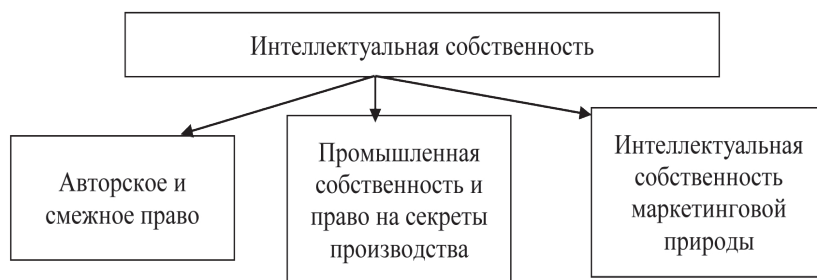 Интеллектуальная собственность
Авторское и
смежное право
Промышленная
собственность и
право на секреты
производства
Интеллектуальная
собственность
маркетинговой
природы